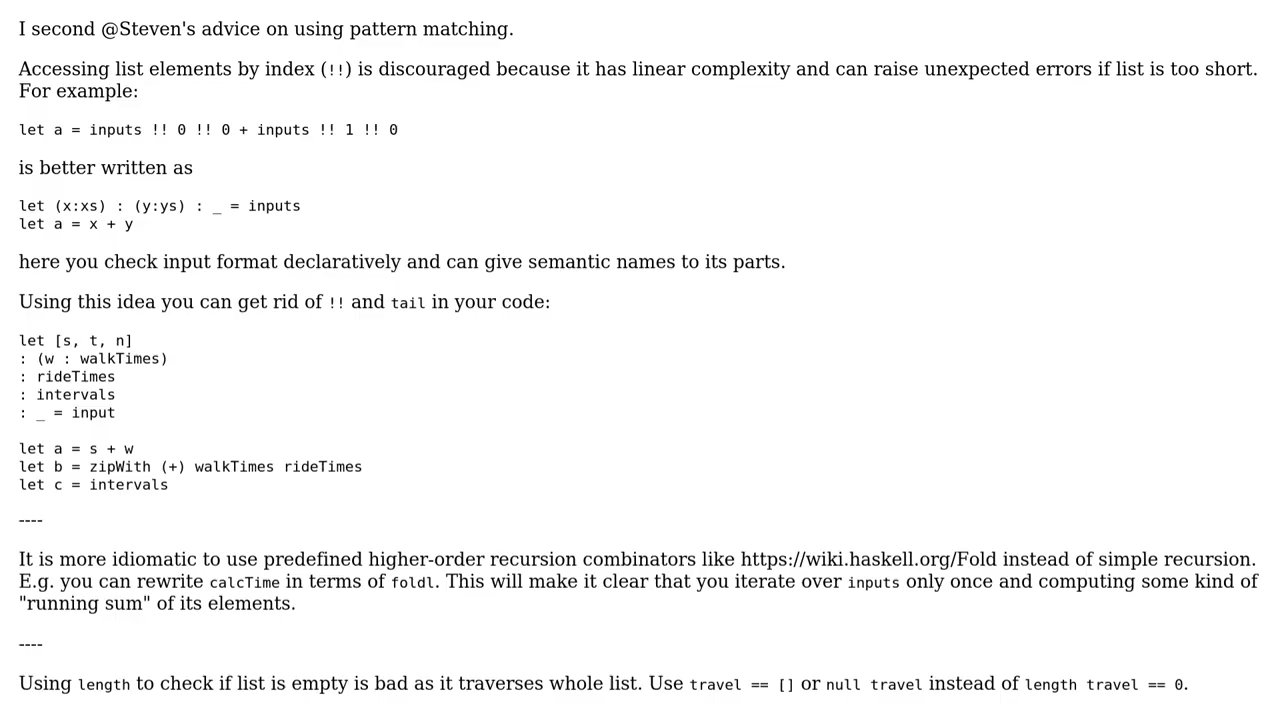 I second @Steven's advice on using pattern matching.
Accessing list elements by index (!!) is discouraged because it has linear complexity and can raise unexpected errors if list is too short.
For example:
let a = inputs !! 0 !! 0 + inputs !! 1 !! 0
is better written as
let (x:xs) : (y:ys) : _ = inputs
let a = x + y
here you check input format declaratively and can give semantic names to its parts.
Using this idea you can get rid of !! and tail in your code:
let [s, t, n]
: (w : walkTimes)
: rideTimes
: intervals
: _ = input
let a = s + w
let b = zipWith (+) walkTimes rideTimes
let c = intervals
----
It is more idiomatic to use predefined higher-order recursion combinators like https://wiki.haskell.org/Fold instead of simple recursion.
E.g. you can rewrite calcTime in terms of foldl. This will make it clear that you iterate over inputs only once and computing some kind of
"running sum" of its elements.
----
Using length to check if list is empty is bad as it traverses whole list. Use travel == [] or null travel instead of length travel == 0.